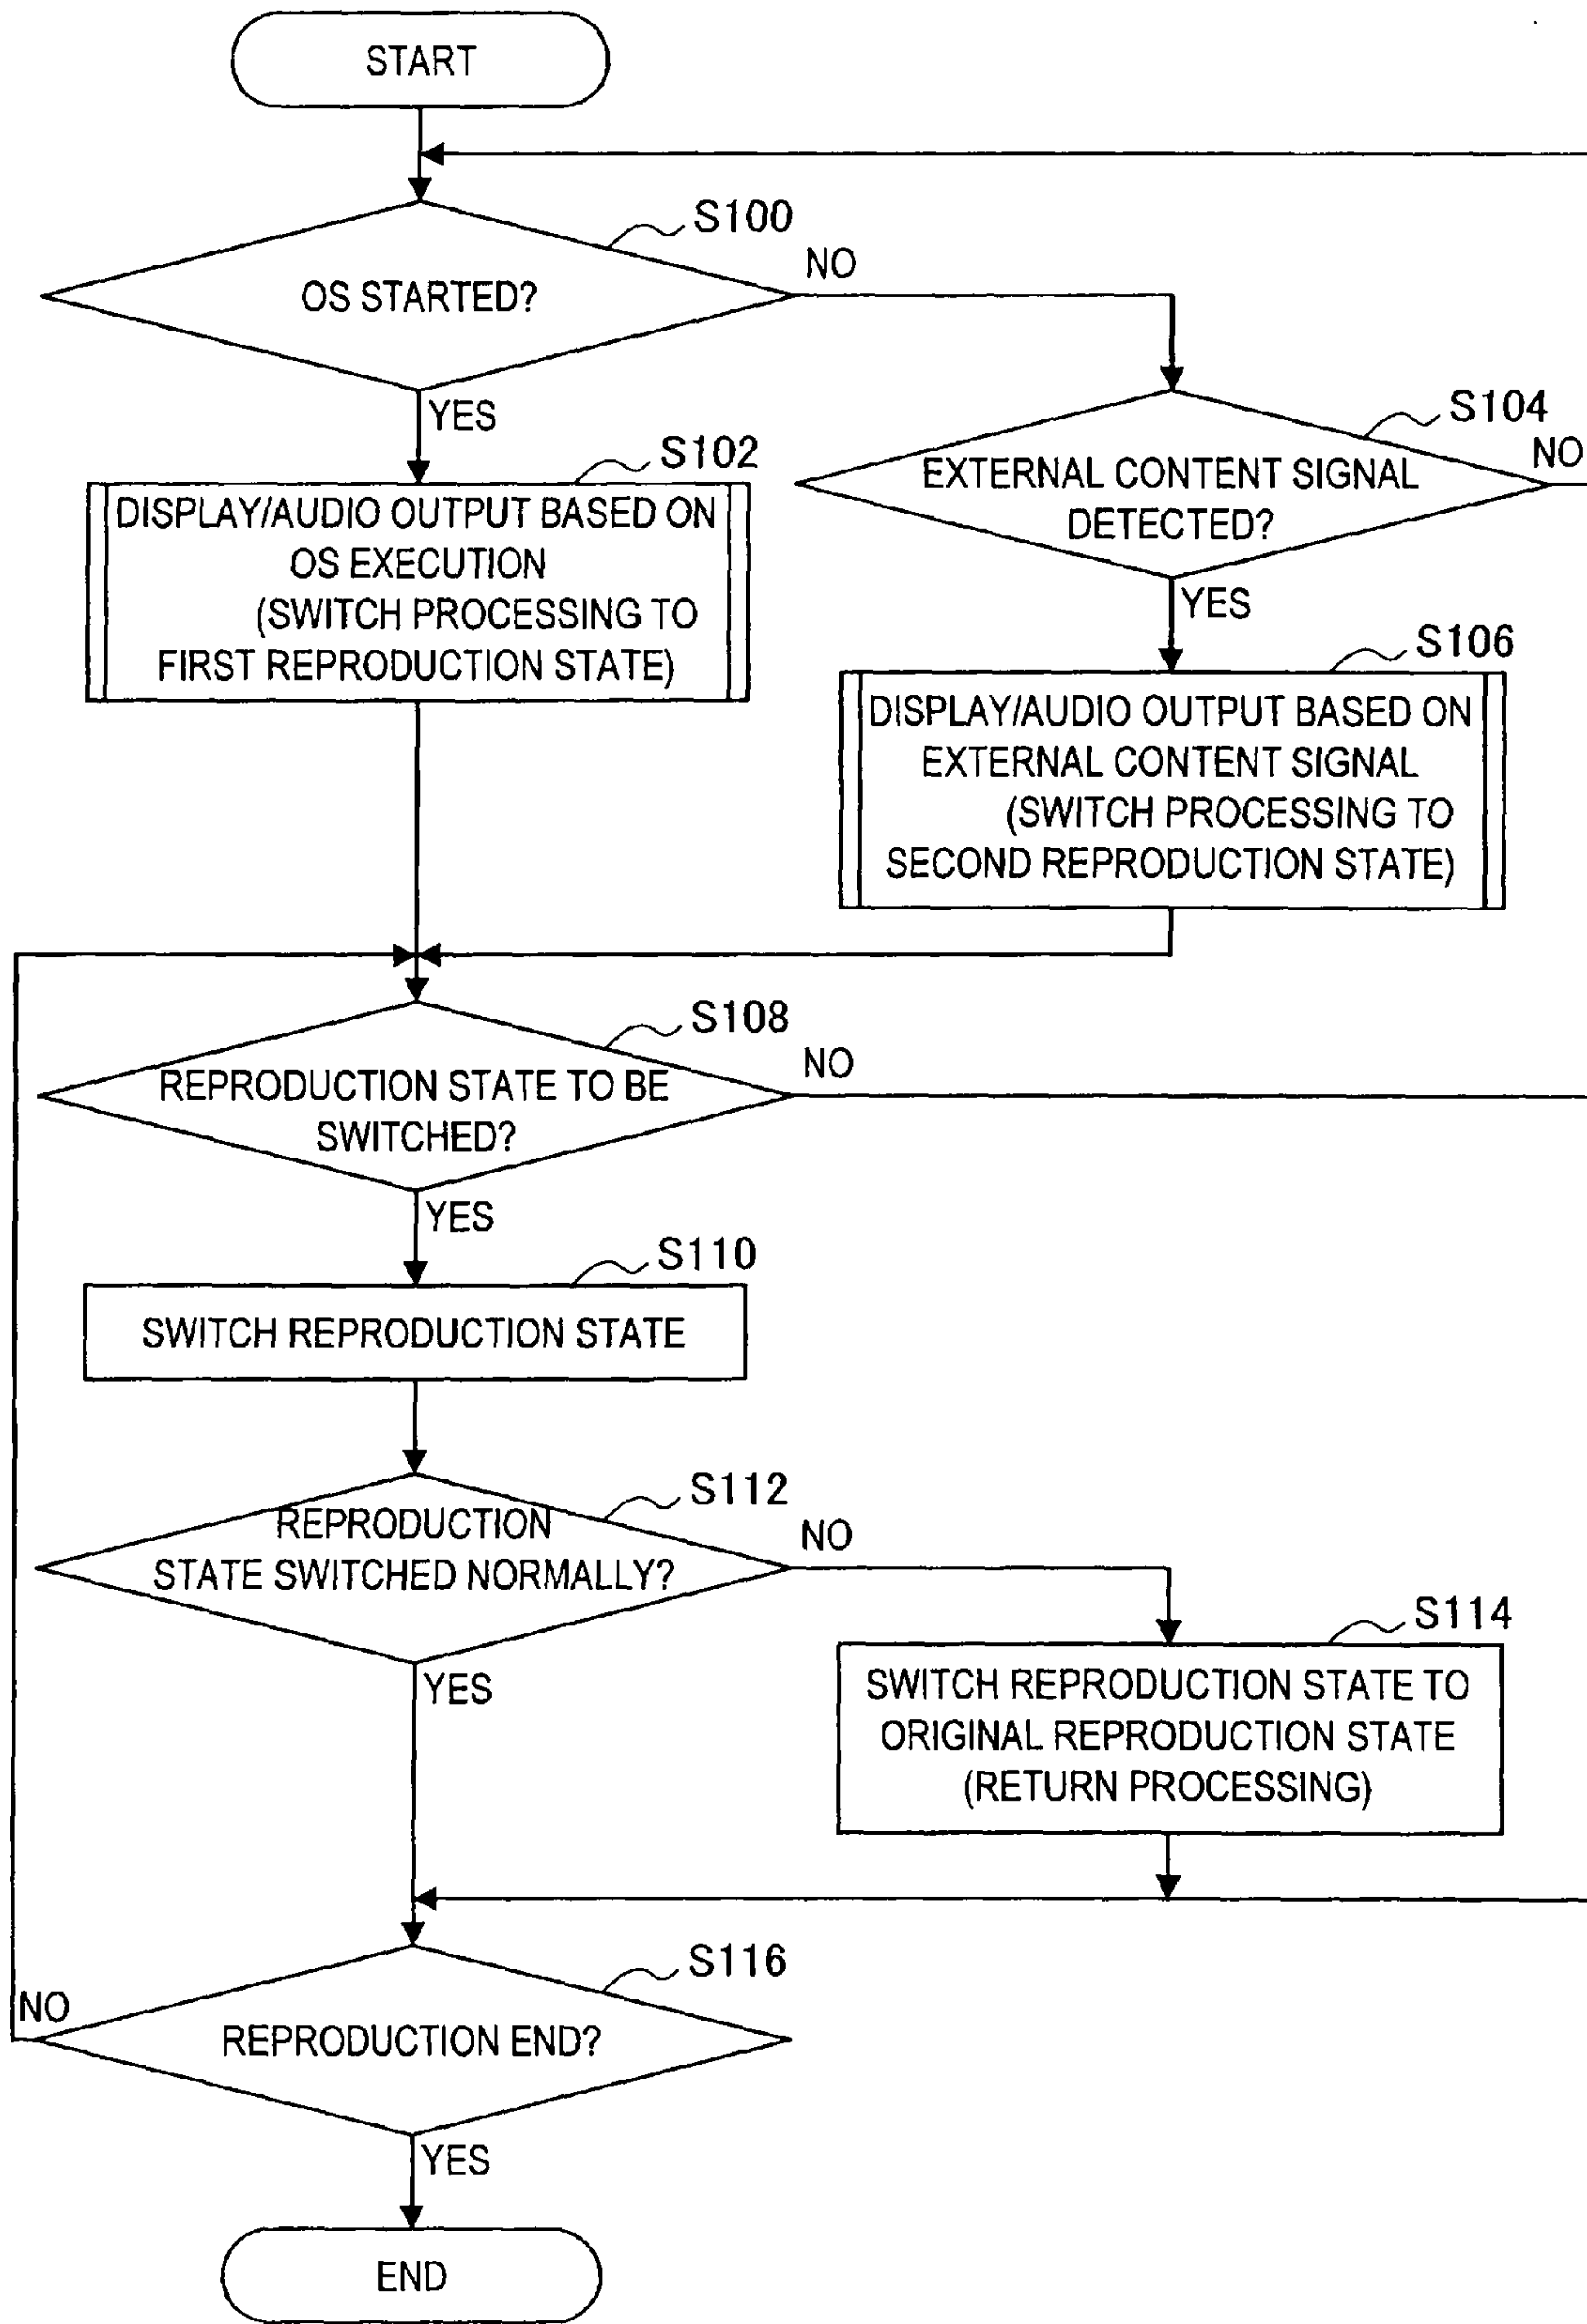 START
S100
NO
OS STARTED?
YES
S104
NO
EXTERNAL CONTENT SIGNAL
DETECTED?
YES
S102
DISPLAY/AUDIO OUTPUT BASED ON
OS EXECUTION
(SWITCH PROCESSING TO
FIRST REPRODUCTION STATE)
S106
DISPLAY/AUDIO OUTPUT BASED ON
EXTERNAL CONTENT SIGNAL
(SWITCH PROCESSING TO
SECOND REPRODUCTION STATE)
S108
NO
REPRODUCTION STATE TO BE
SWITCHED?
YES
S110
SWITCH REPRODUCTION STATE
S112
NO
REPRODUCTION
STATE SWITCHED NORMALLY?
YES
S114
SWITCH REPRODUCTION STATE TO
ORIGINAL REPRODUCTION STATE
(RETURN PROCESSING)
S116
NO
REPRODUCTION END?
YES
END